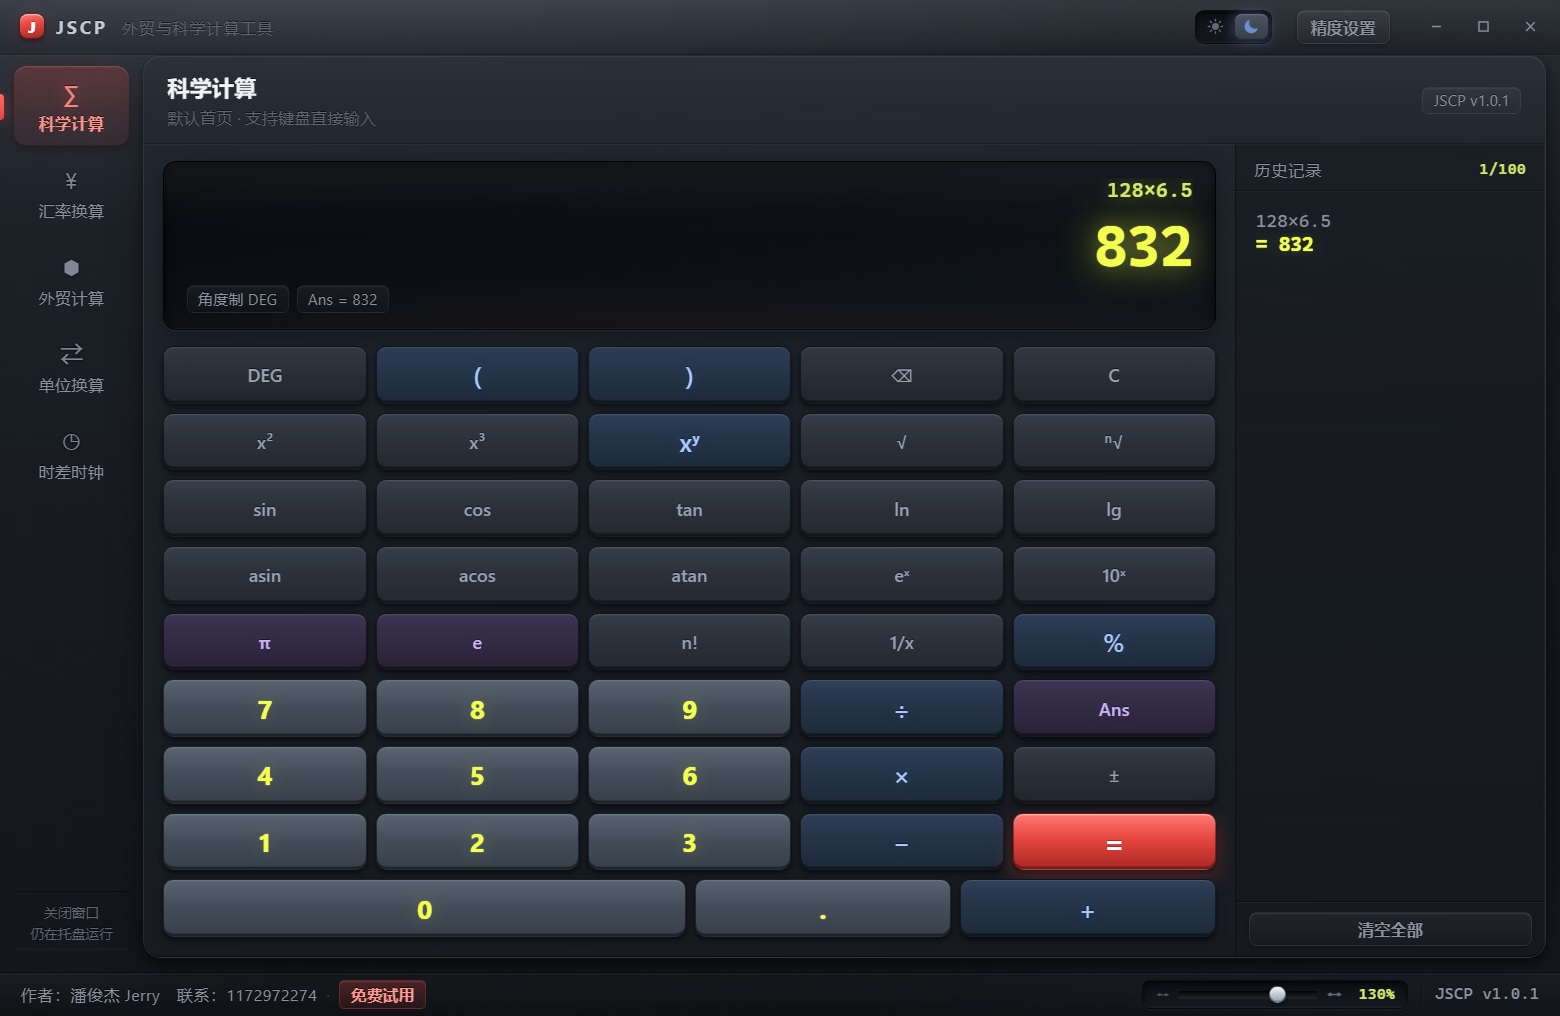 J JSCP 外贸与科学计算工具 精度设置
∑
科学计算
¥
汇率换算
外贸计算
单位换算
时差时钟
关闭窗口
仍在托盘运行
科学计算
默认首页 · 支持键盘直接输入
JSCP v1.0.1
128×6.5
832
角度制 DEG Ans = 832
DEG ( ) ⌫ C
x² x³ xʸ √ ⁿ√
sin cos tan ln lg
asin acos atan eˣ 10ˣ
π e n! 1/x %
7 8 9 ÷ Ans
4 5 6 × ±
1 2 3 − =
0 . +
历史记录 1/100
128×6.5
= 832
清空全部
作者：潘俊杰 Jerry 联系：1172972274 · 免费试用 130% JSCP v1.0.1